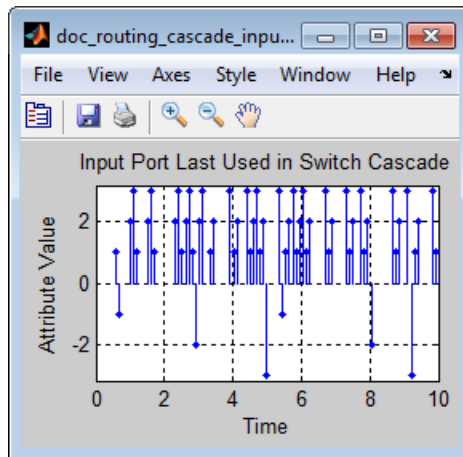 doc_routing_cascade_inpu...
File View Axes Style Window Help
Input Port Last Used in Switch Cascade
Attribute Value
2
0
-2
0 2 4 6 8 10
Time